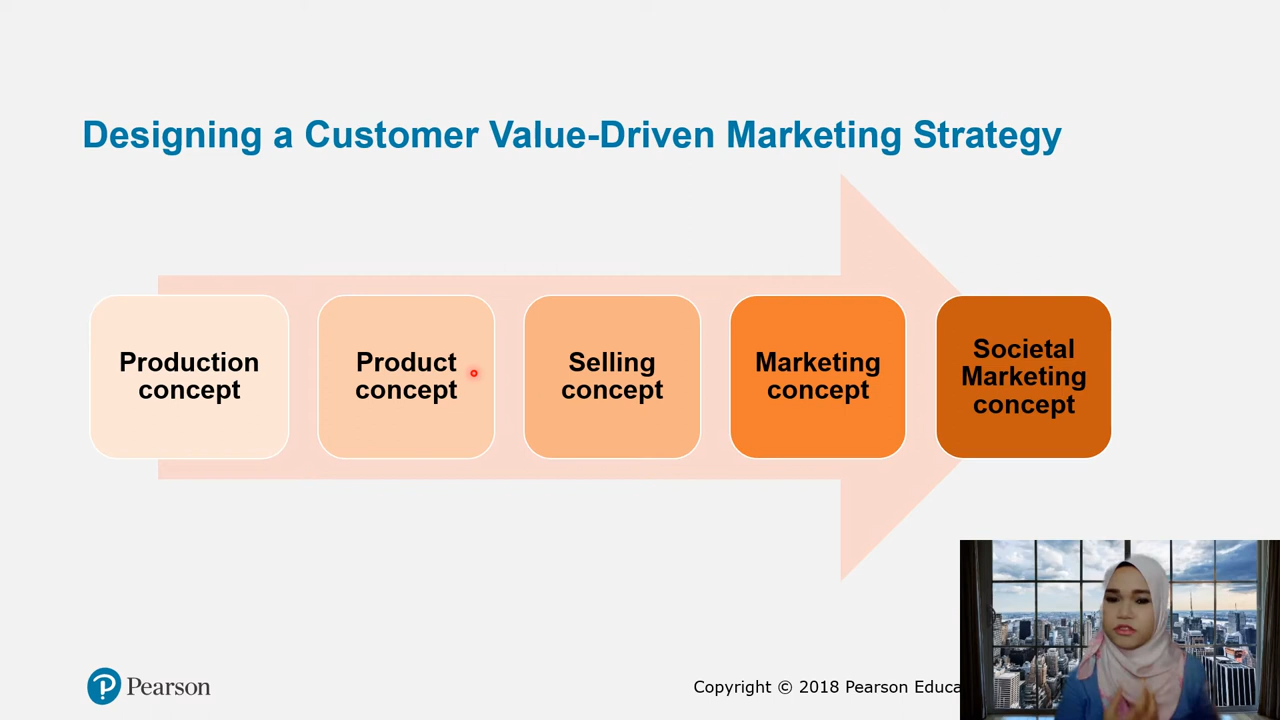 Designing a Customer Value-Driven Marketing Strategy
Production
concept
Product
concept
Selling
concept
Marketing
concept
Societal
Marketing
concept
Pearson
Copyright © 2018 Pearson